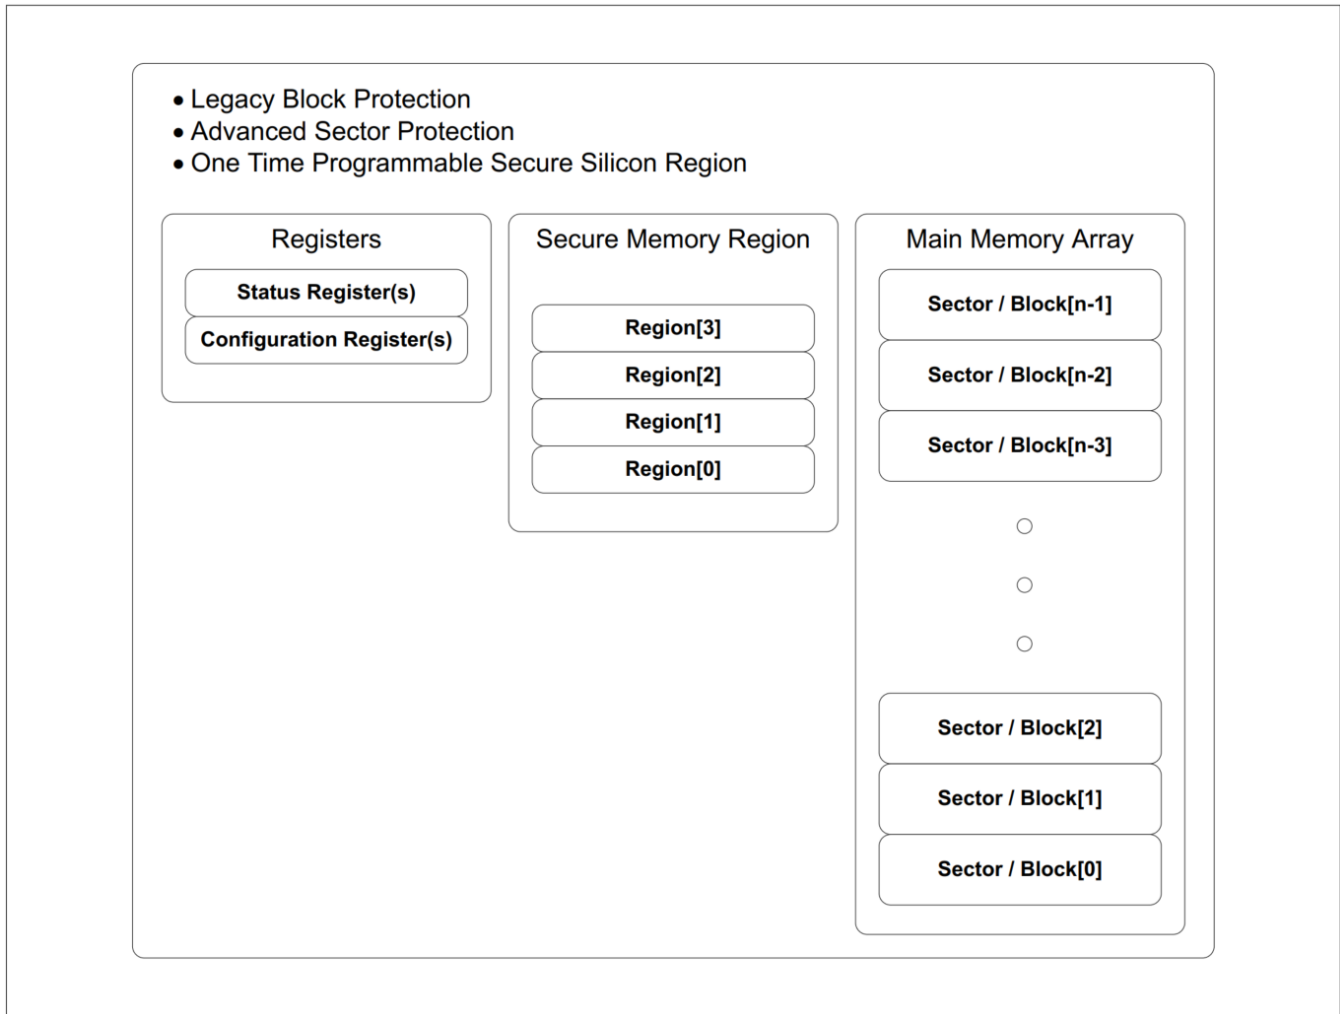 • Legacy Block Protection
• Advanced Sector Protection
• One Time Programmable Secure Silicon Region
Registers
Status Register(s)
Configuration Register(s)
Secure Memory Region
Region[3]
Region[2]
Region[1]
Region[0]
Main Memory Array
Sector / Block[n-1]
Sector / Block[n-2]
Sector / Block[n-3]
Sector / Block[2]
Sector / Block[1]
Sector / Block[0]